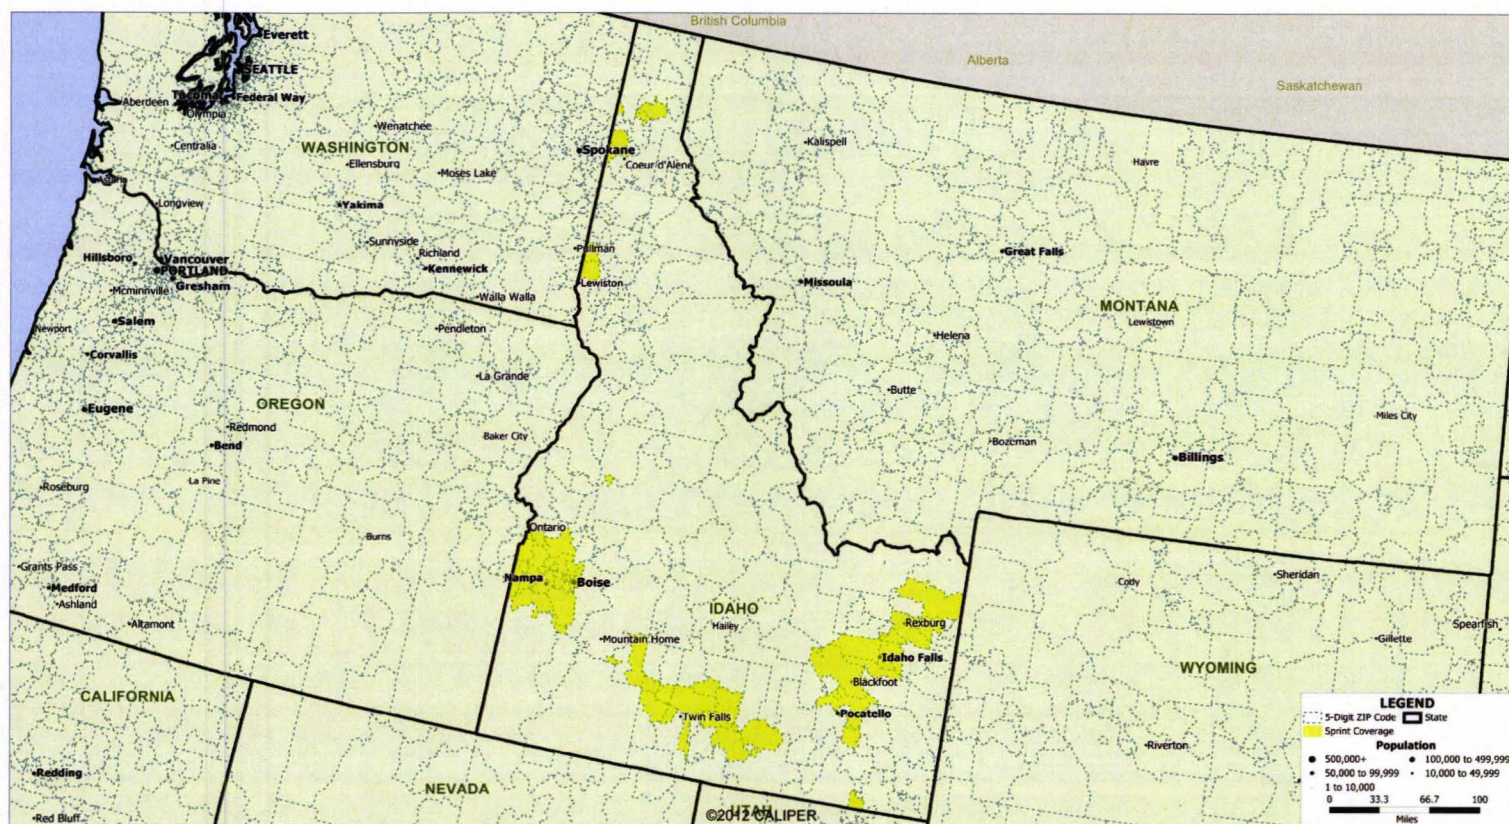 British Columbia
Alberta
Saskatchewan
Everett
SEATTLE
Tacoma
Federal Way
Aberdeen
Olympia
Wenatchee
WASHINGTON
Centralia
Ellensburg
Spokane
Coeur d'Alene
Kalispell
Havre
Moses Lake
Astoria
Longview
Yakima
Sunnyside
Richland
Kennewick
Pullman
Great Falls
Hillsboro
Vancouver
PORTLAND
Gresham
Mcminnville
Walla Walla
Lewiston
Missoula
MONTANA
Lewistown
Salem
Newport
Pendleton
Helena
Corvallis
La Grande
Butte
Eugene
OREGON
Redmond
Bend
Baker City
Bozeman
Miles City
Billings
Roseburg
La Pine
Ontario
Burns
Grants Pass
Medford
Ashland
Altamont
Nampa
Boise
IDAHO
Hailey
Rexburg
Cody
Sheridan
Spearfish
Gillette
Mountain Home
Idaho Falls
WYOMING
Blackfoot
CALIFORNIA
Twin Falls
Pocatello
Riverton
Redding
NEVADA
UTAH
©2012 CALIPER
Red Bluff
LEGEND
5-Digit ZIP Code State
Sprint Coverage
Population
500,000+ 100,000 to 499,999
50,000 to 99,999 10,000 to 49,999
1 to 10,000
0 33.3 66.7 100
Miles